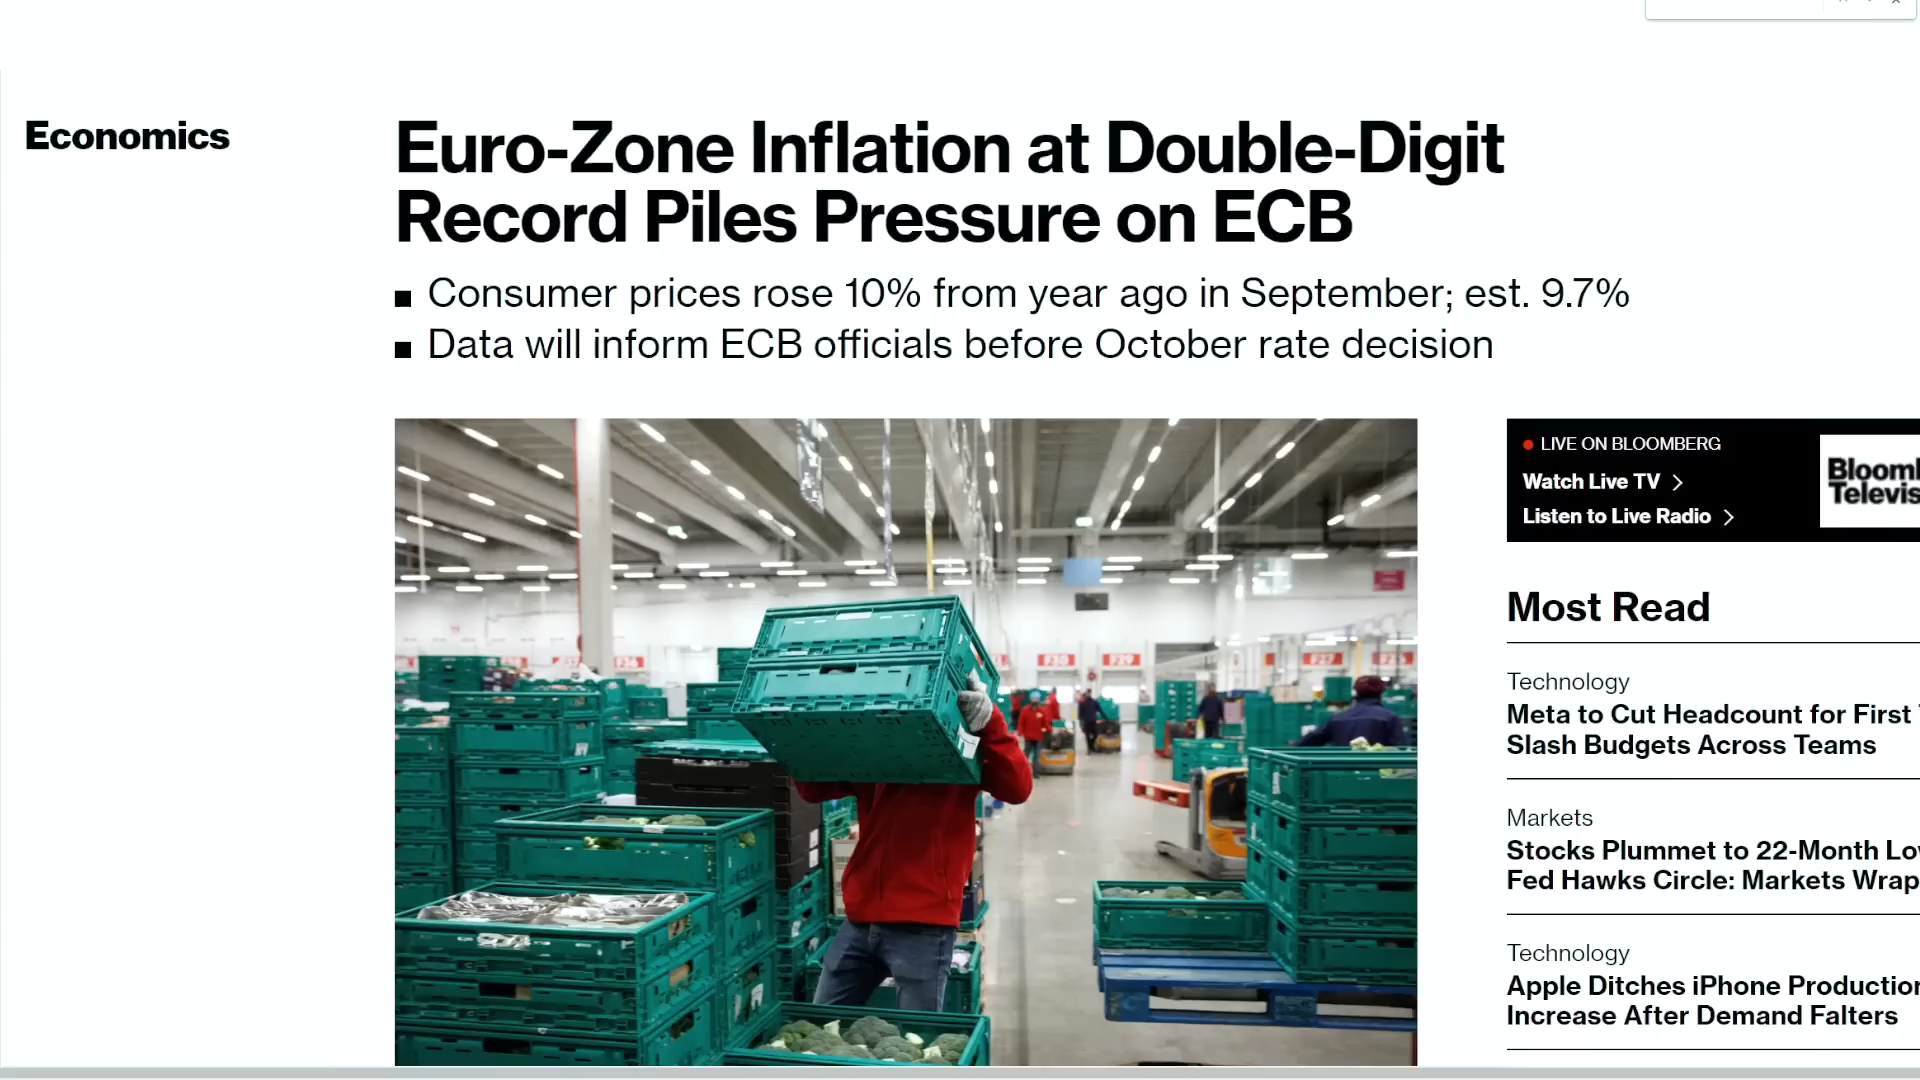 Economics
Euro-Zone Inflation at Double-Digit
Record Piles Pressure on ECB
Consumer prices rose 10% from year ago in September; est. 9.7%
Data will inform ECB officials before October rate decision
LIVE ON BLOOMBERG
Watch Live TV
Listen to Live Radio
Most Read
Technology
Meta to Cut Headcount for First
Slash Budgets Across Teams
Markets
Stocks Plummet to 22-Month
Fed Hawks Circle: Markets Wrap
Technology
Apple Ditches iPhone
Increase After Demand Falters
F30
F29
F27